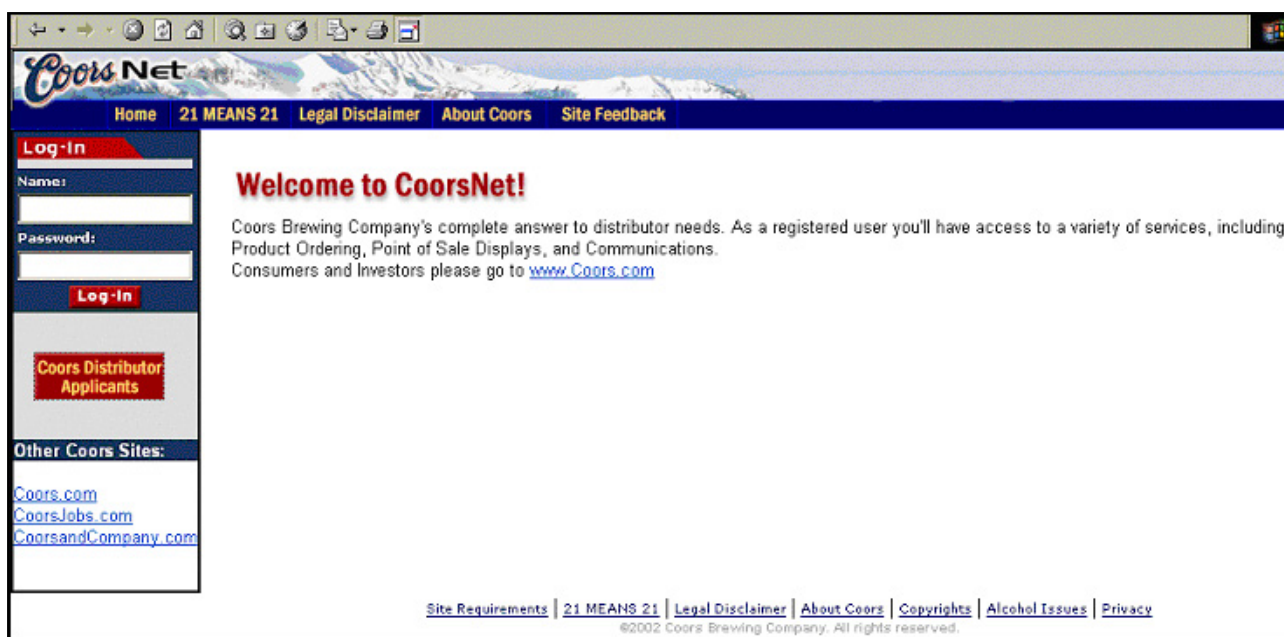 Coors Net
Home 21 MEANS 21 Legal Disclaimer About Coors Site Feedback
Log-In
Name:
Password:
Log-In
Coors Distributor
Applicants
Other Coors Sites:
Coors.com
CoorsJobs.com
CoorsandCompany.com
Welcome to CoorsNet!
Coors Brewing Company's complete answer to distributor needs. As a registered user you'll have access to a variety of services, including
Product Ordering, Point of Sale Displays, and Communications.
Consumers and Investors please go to www.Coors.com
Site Requirements | 21 MEANS 21 | Legal Disclaimer | About Coors | Copyrights | Alcohol Issues | Privacy
©2002 Coors Brewing Company. All rights reserved.